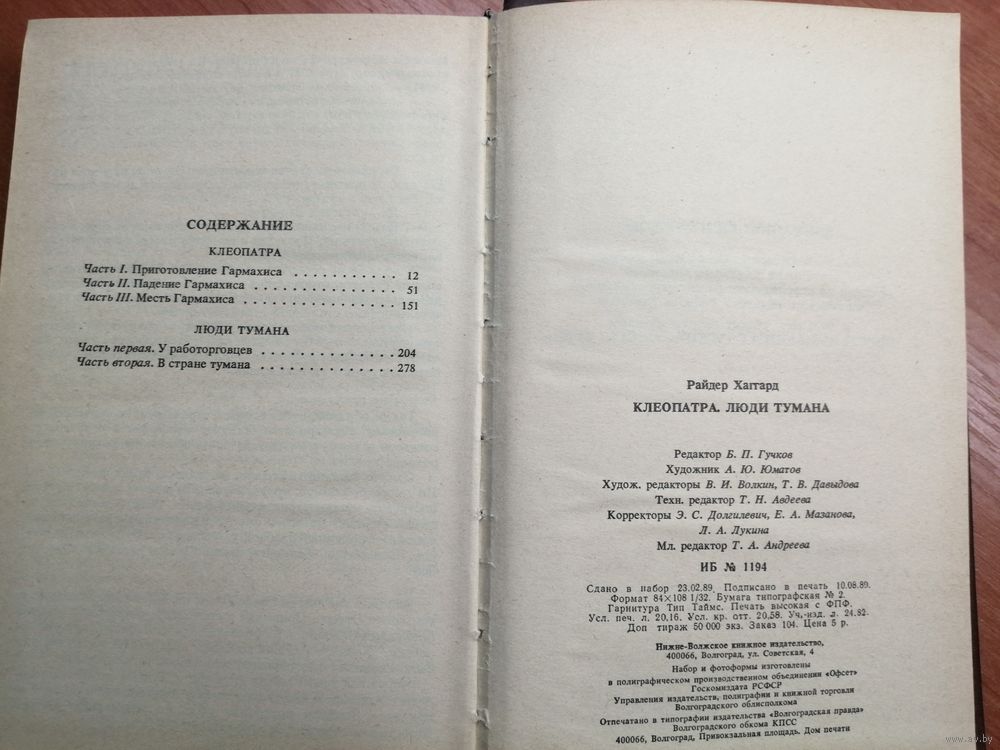 СОДЕРЖАНИЕ
КЛЕОПАТРА
Часть I. Приготовление Гармахиса . . . . . . . . . . 12
Часть II. Падение Гармахиса . . . . . . . . . . . . . . 51
Часть III. Месть Гармахиса . . . . . . . . . . . . . . . 151
ЛЮДИ ТУМАНА
Часть первая. У работорговцев . . . . . . . . . . . . . . 204
Часть вторая. В стране тумана . . . . . . . . . . . . . . 278
Райдер Хаггард
КЛЕОПАТРА. ЛЮДИ ТУМАНА
Редактор Б. П. Гучков
Художник А. Ю. Юматов
Худож. редакторы В. И. Волкин, Т. В. Давыдова
Техн. редактор Т. Н. Авдеева
Корректоры Э. С. Долгилевич, Е. А. Мазанова,
Л. А. Лукина
Мл. редактор Т. А. Андреева
ИБ № 1194
Сдано в набор 23.02.89. Подписано в печать 10.08.89.
Формат 84×108 1/32. Бумага типографская № 2.
Гарнитура Тип Таймс. Печать высокая с ФПФ.
Усл. печ. л. 20,16. Усл. кр. отт. 20,58. Уч.-изд. л. 24,82.
Доп тираж 50 000 экз. Заказ 104. Цена 5 р.
Нижне-Волжское книжное издательство,
400066, Волгоград, ул. Советская, 4
Набор и фотоформы изготовлены
в полиграфическом производственном объединении «Офсет»
Госкомиздата РСФСР
Управления издательств, полиграфии и книжной торговли
Волгоградского облисполкома
Отпечатано в типографии издательства «Волгоградская правда»
Волгоградского обкома КПСС
400066, Волгоград, Привокзальная площадь, Дом печати
www.av.by